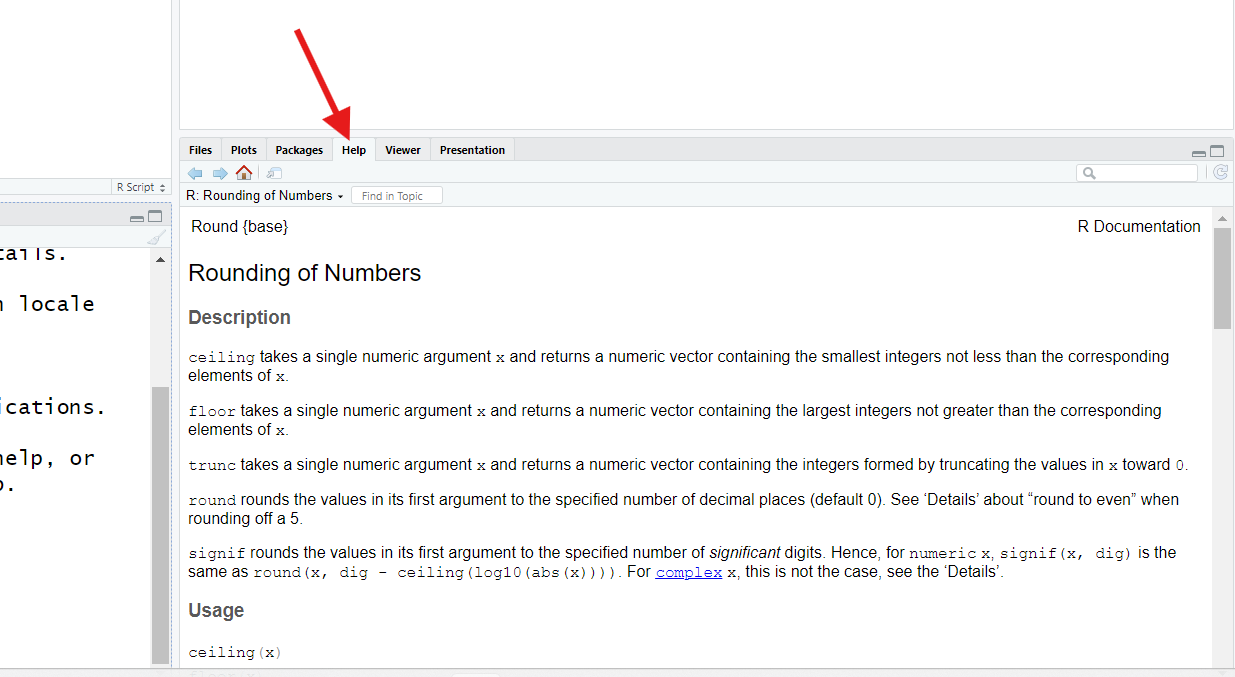 Files Plots Packages Help Viewer Presentation
R Script
R: Rounding of Numbers Find in Topic
Round {base} R Documentation
locale
help, or
Rounding of Numbers
Description
ceiling takes a single numeric argument x and returns a numeric vector containing the smallest integers not less than the corresponding
elements of x.
floor takes a single numeric argument x and returns a numeric vector containing the largest integers not greater than the corresponding
elements of x.
trunc takes a single numeric argument x and returns a numeric vector containing the integers formed by truncating the values in x toward 0.
round rounds the values in its first argument to the specified number of decimal places (default 0). See ‘Details’ about “round to even” when
rounding off a 5.
signif rounds the values in its first argument to the specified number of significant digits. Hence, for numeric x, signif(x, dig) is the
same as round(x, dig - ceiling(log10(abs(x)))). For complex x, this is not the case, see the ‘Details’.
Usage
ceiling(x)